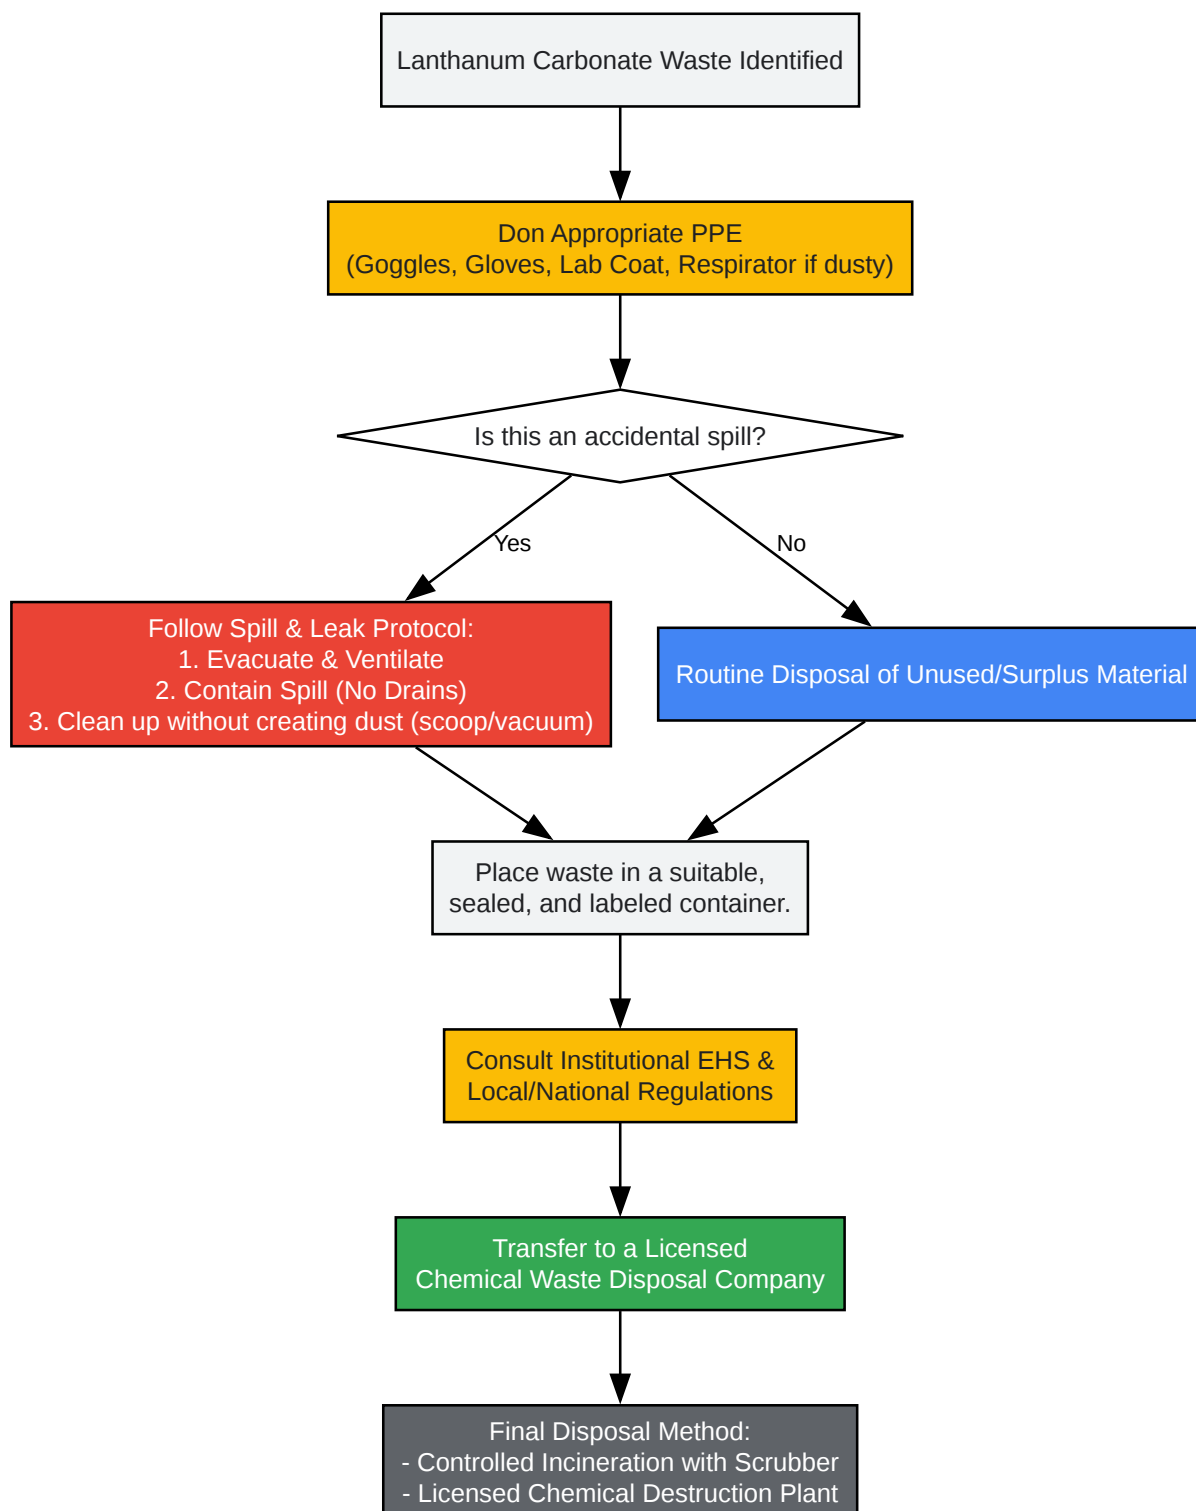 Lanthanum Carbonate Waste Identified
Don Appropriate PPE
(Goggles, Gloves, Lab Coat, Respirator if dusty)
Is this an accidental spill?
Yes
No
Follow Spill & Leak Protocol:
1. Evacuate & Ventilate
2. Contain Spill (No Drains)
3. Clean up without creating dust (scoop/vacuum)
Routine Disposal of Unused/Surplus Material
Place waste in a suitable,
sealed, and labeled container.
Consult Institutional EHS &
Local/National Regulations
Transfer to a Licensed
Chemical Waste Disposal Company
Final Disposal Method:
- Controlled Incineration with Scrubber
- Licensed Chemical Destruction Plant